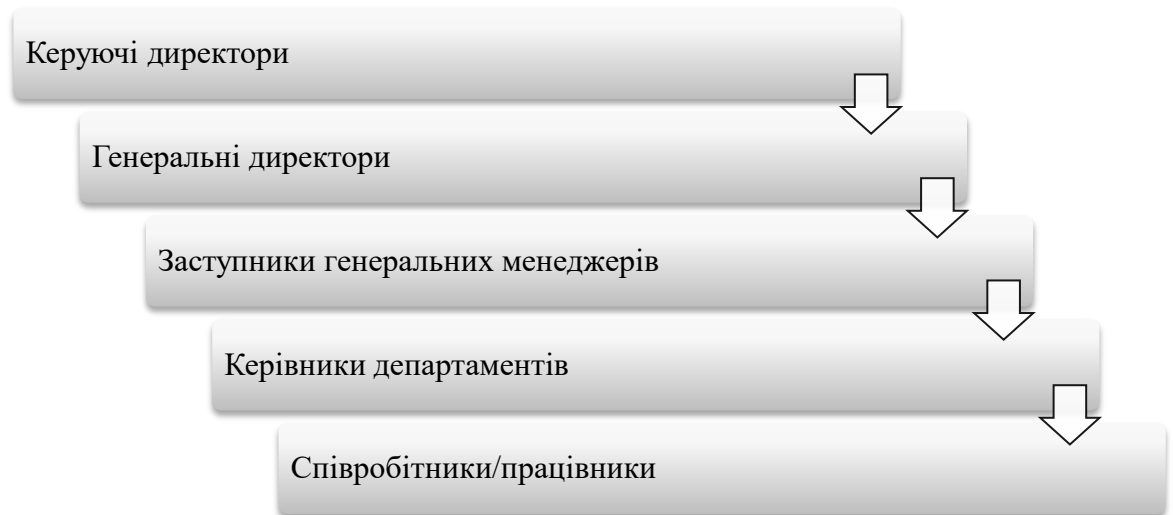 Керуючі директори
Генеральні директори
Заступники генеральних менеджерів
Керівники департаментів
Співробітники/працівники